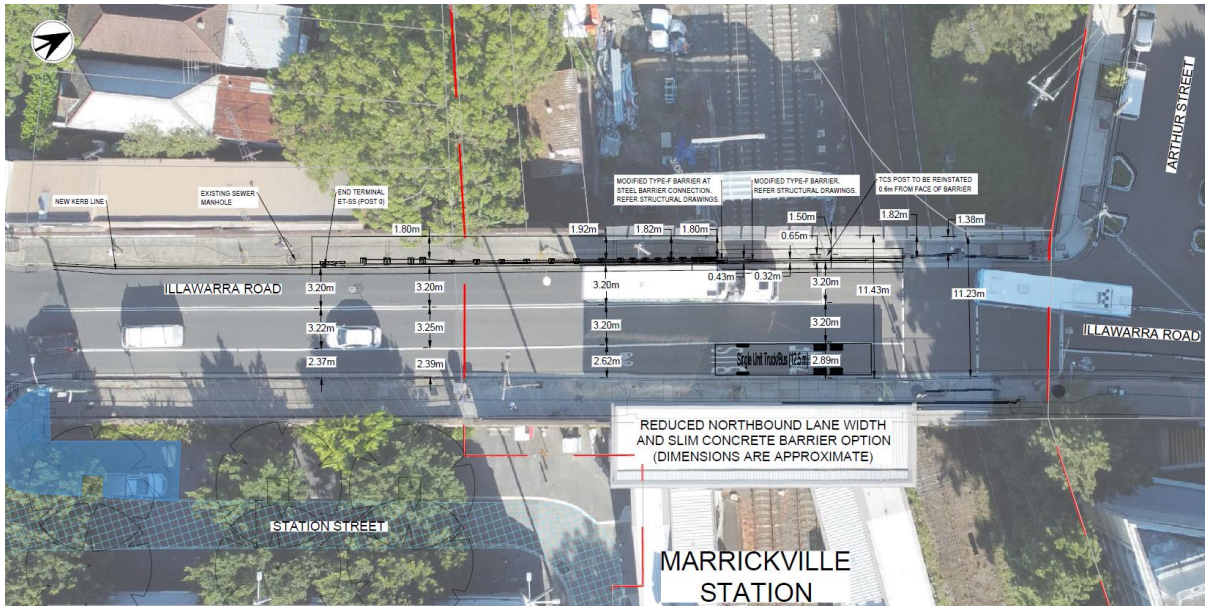 ARTHUR STREET
MODIFIED TYPE-F BARRIER AT
STEEL BARRIER CONNECTION.
REFER STRUCTURAL DRAWINGS.
MODIFIED TYPE-F BARRIER.
REFER STRUCTURAL DRAWINGS.
TCS POST TO BE REINSTATED
0.6m FROM FACE OF BARRIER
NEW KERB LINE
EXISTING SEWER
MANHOLE
END TERMINAL
ET-SS (POST 0)
1.80m
1.92m
1.82m
1.80m
1.50m
0.65m
1.82m
1.38m
0.43m
0.32m
ILLAWARRA ROAD
3.20m
3.20m
3.20m
3.20m
11.43m
11.23m
3.22m
3.25m
3.20m
3.20m
ILLAWARRA ROAD
2.37m
2.39m
2.62m
Single Unit Truck/Bus (12.5 m)
2.89m
REDUCED NORTHBOUND LANE WIDTH
AND SLIM CONCRETE BARRIER OPTION
(DIMENSIONS ARE APPROXIMATE)
STATION STREET
MARRICKVILLE
STATION